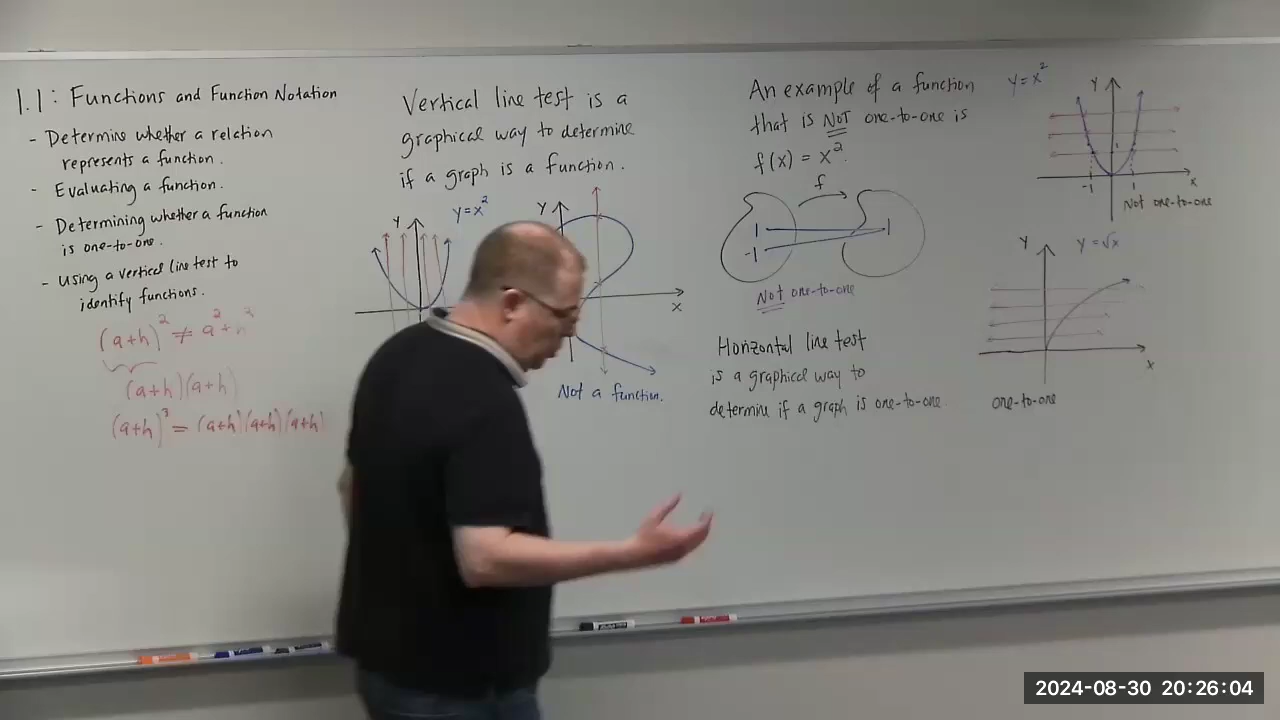 1.1: Functions and Function Notation
- Determine whether a relation
represents a function.
- Evaluating a function.
- Determining whether a function
is one-to-one.
- Using a vertical line test to
identify functions.
(a+h)² ≠ a² + h²
(a+h)(a+h)
(a+h)³ = (a+h)(a+h)(a+h)
Vertical line test is a
graphical way to determine
if a graph is a function.
y = x²
Y
Y
X
Not a function.
An example of a function
that is NOT one-to-one is
f(x) = x².
f
1
1
-1
Not one-to-one
Horizontal line test
is a graphical way to
determine if a graph is one-to-one.
y = x²
Y
1
-1
1
X
Not one-to-one
Y
y = √x
X
one-to-one
2024-08-30 20:26:04